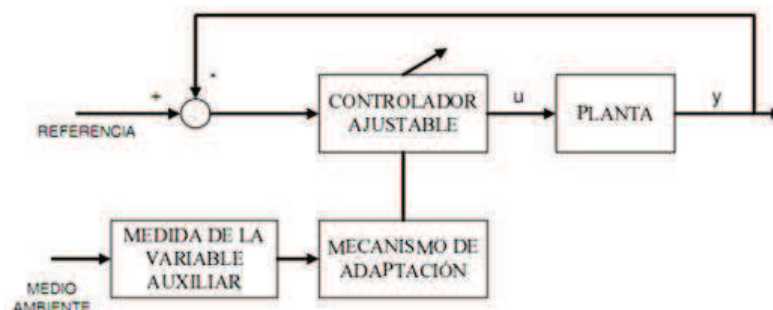 +
-
REFERENCIA
CONTROLADOR
AJUSTABLE
u
PLANTA
y
MEDIDA DE LA
VARIABLE
AUXILIAR
MECANISMO DE
ADAPTACIÓN
MEDIO
AMBIENTE